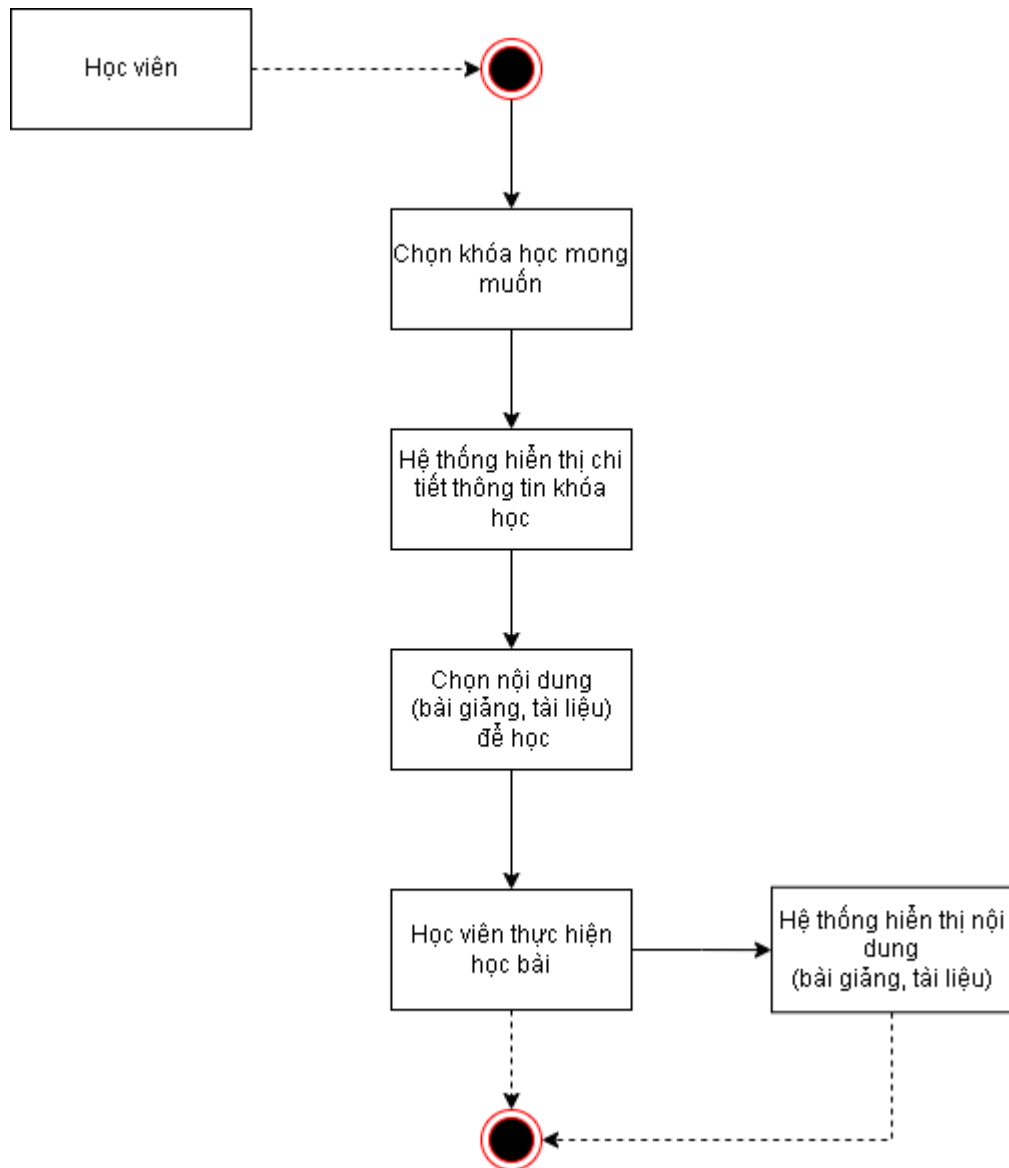 Học viên
Chọn khóa học mong
muốn
Hệ thống hiển thị chi
tiết thông tin khóa
học
Chọn nội dung
(bài giảng, tài liệu)
để học
Học viên thực hiện
học bài
Hệ thống hiển thị nội
dung
(bài giảng, tài liệu)